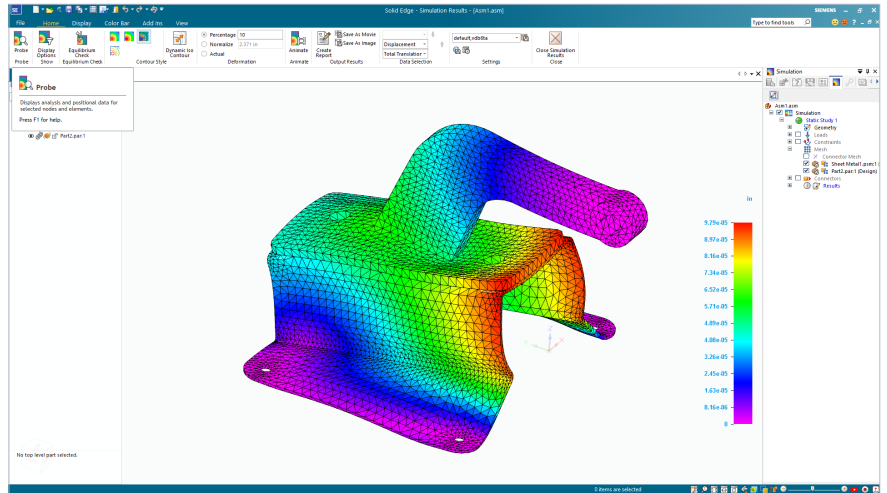 Solid Edge - Simulation Results - [Asm1.asm]
SIEMENS
File Home Display Color Bar Add Ins View
Type to find tools
Probe
Display Options
Equilibrium Check
Dynamic Iso Contour
Percentage 10
Normalize 2.371 in
Actual
Animate
Create Report
Save As Movie
Save As Image
Displacement
Total Translation
default,ndb9ta
Close Simulation Results
Probe Show Equilibrium Check Contour Style Deformation Animate Output Results Data Selection Settings Close
Probe
Displays analysis and positional data for
selected nodes and elements.
Press F1 for help.
Part2.par:1
Simulation
Asm1.asm
Simulation
Static Study 1
Geometry
Loads
Constraints
Mesh
Connector Mesh
Sheet Metal1.psm:1 (
Part2.par:1 (Design)
Connectors
Results
in
9.79e-05
8.97e-05
8.16e-05
7.34e-05
6.52e-05
5.71e-05
4.89e-05
4.08e-05
3.26e-05
2.45e-05
1.63e-05
8.16e-06
0
Z
No top level part selected.
0 items are selected